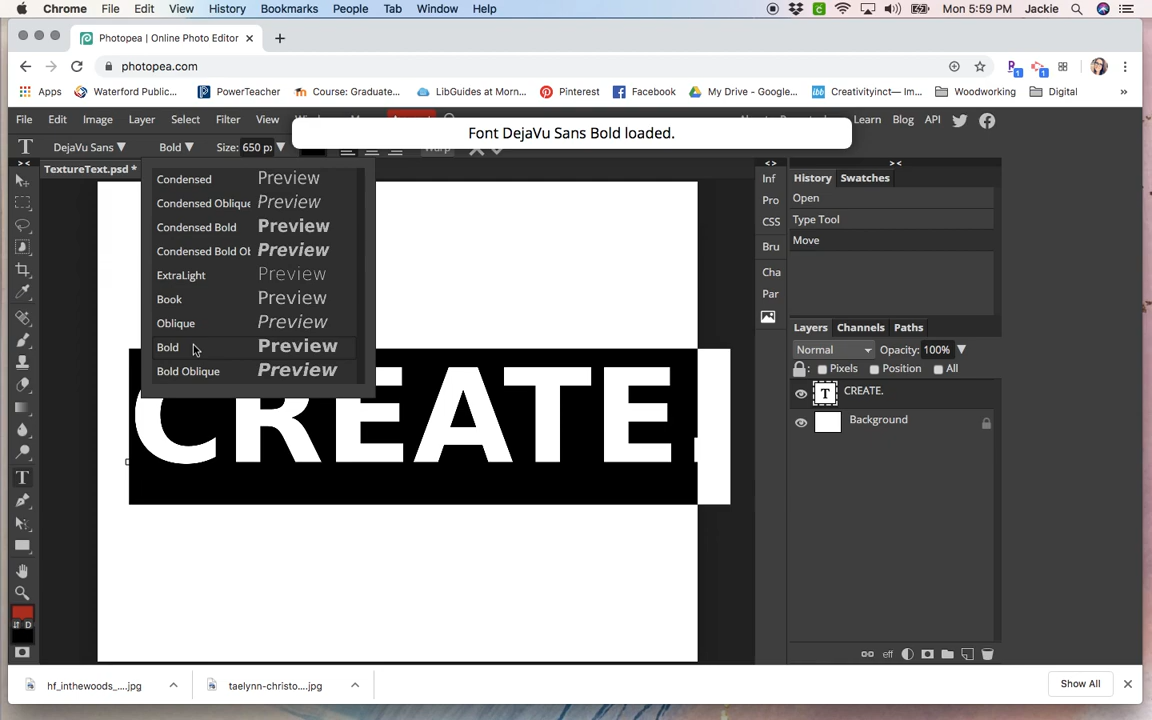 Chrome File Edit View History Bookmarks People Tab Window Help Mon 5:59 PM Jackie
Photopea | Online Photo Editor
photopea.com
Apps Waterford Public... PowerTeacher Course: Graduate... LibGuides at Morn... Pinterest Facebook My Drive - Google... Creativityinct— Im... Woodworking Digital »
File Edit Image Layer Select Filter View Learn Blog API
Font DejaVu Sans Bold loaded.
DejaVu Sans Bold Size: 650 px
TextureText.psd *
Condensed Preview
Condensed Oblique Preview
Condensed Bold Preview
Condensed Bold Ob Preview
ExtraLight Preview
Book Preview
Oblique Preview
Bold Preview
Bold Oblique Preview
CREATE.
Inf
Pro
CSS
Bru
Cha
Par
History Swatches
Open
Type Tool
Move
Layers Channels Paths
Normal Opacity: 100%
Pixels Position All
T CREATE.
Background
eff
D
hf_inthewoods_....jpg taelynn-christo....jpg Show All